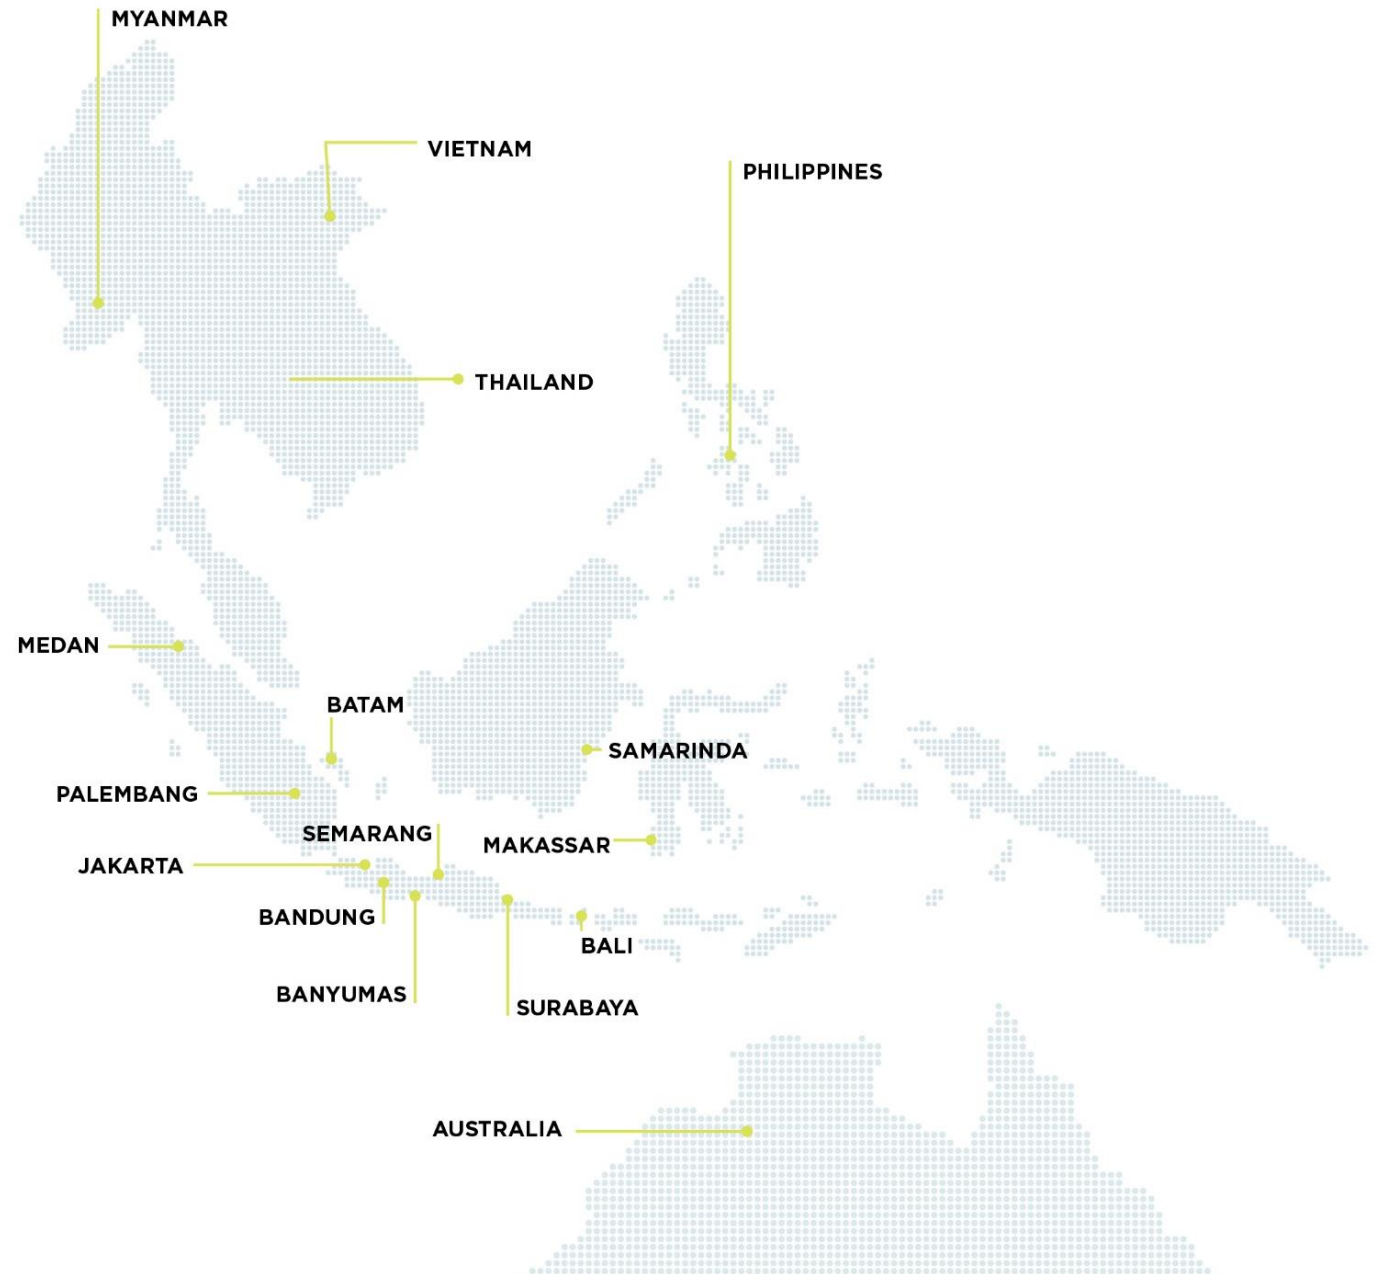 MYANMAR
VIETNAM
PHILIPPINES
THAILAND
MEDAN
BATAM
SAMARINDA
PALEMBANG
SEMARANG
MAKASSAR
JAKARTA
BANDUNG
BALI
BANYUMAS
SURABAYA
AUSTRALIA